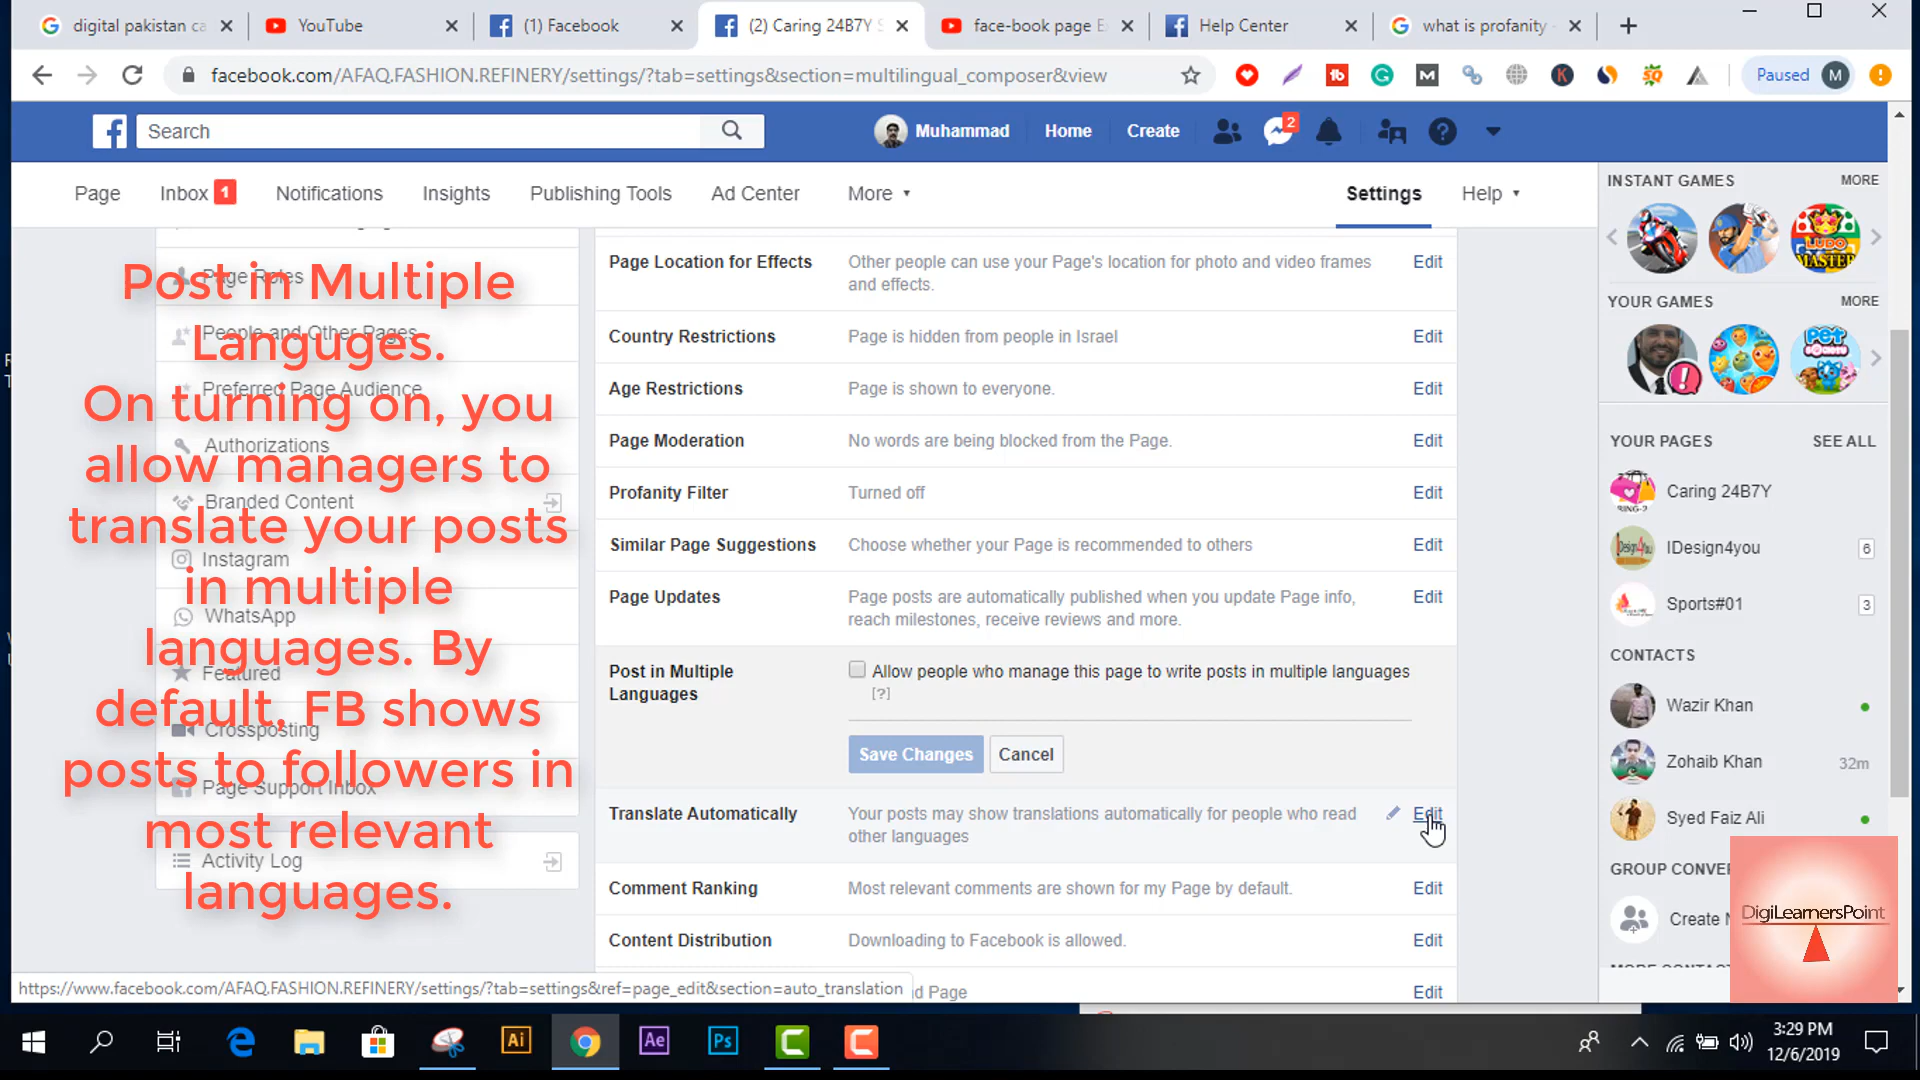 digital pakistan ca
YouTube
(1) Facebook
(2) Caring 24B7Y S
face-book page E
Help Center
what is profanity -
facebook.com/AFAQ.FASHION.REFINERY/settings/?tab=settings&section=multilingual_composer&view
Paused
M
Search
Muhammad
Home
Create
2
Page
Inbox 1
Notifications
Insights
Publishing Tools
Ad Center
More
Settings
Help
Page Roles
People and Other Pages
Preferred Page Audience
Authorizations
Branded Content
Instagram
WhatsApp
Featured
Crossposting
Page Support Inbox
Activity Log
Post in Multiple
Languges.
On turning on, you
allow managers to
translate your posts
in multiple
languages. By
default, FB shows
posts to followers in
most relevant
languages.
Page Location for Effects
Other people can use your Page's location for photo and video frames
and effects.
Edit
Country Restrictions
Page is hidden from people in Israel
Edit
Age Restrictions
Page is shown to everyone.
Edit
Page Moderation
No words are being blocked from the Page.
Edit
Profanity Filter
Turned off
Edit
Similar Page Suggestions
Choose whether your Page is recommended to others
Edit
Page Updates
Page posts are automatically published when you update Page info,
reach milestones, receive reviews and more.
Edit
Post in Multiple
Languages
Allow people who manage this page to write posts in multiple languages
[?]
Save Changes
Cancel
Translate Automatically
Your posts may show translations automatically for people who read
other languages
Edit
Comment Ranking
Most relevant comments are shown for my Page by default.
Edit
Content Distribution
Downloading to Facebook is allowed.
Edit
d Page
Edit
https://www.facebook.com/AFAQ.FASHION.REFINERY/settings/?tab=settings&ref=page_edit&section=auto_translation
INSTANT GAMES
MORE
LUDO
MASTER
YOUR GAMES
MORE
YOUR PAGES
SEE ALL
Caring 24B7Y
IDesign4you
6
Sports#01
3
CONTACTS
Wazir Khan
Zohaib Khan
32m
Syed Faiz Ali
GROUP CONVE
Create
DigiLearnersPoint
Ai
Ae
Ps
3:29 PM
12/6/2019